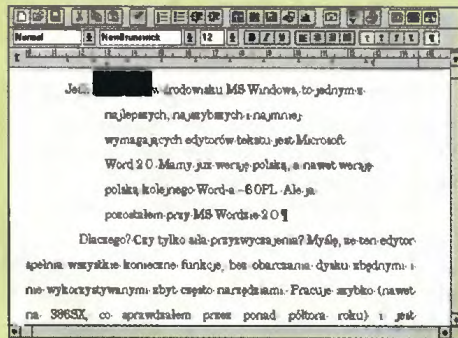 Normal NewBrunswick 12 B I U
w środowisku MS Windows, to jednym z
najlepszych, najszybszych i najmniej
wymagających edytorów tekstu jest Microsoft
Word 2 0 Mamy już wersję polską, a nawet wersję
polską kolejnego Word-a – 6 0PL Ale ja
pozostałem przy MS Wordzie 2 0 ¶
Dlaczego? Czy tylko siła przyzwyczajenia? Myślę, że ten edytor
spełnia wszystkie konieczne funkcje, bez obarczania dysku zbędnymi i
nie wykorzystywanymi zbyt często narzędziami Pracuje szybko (nawet
na 386SX, co sprawdzałem przez ponad półtora roku) i jest